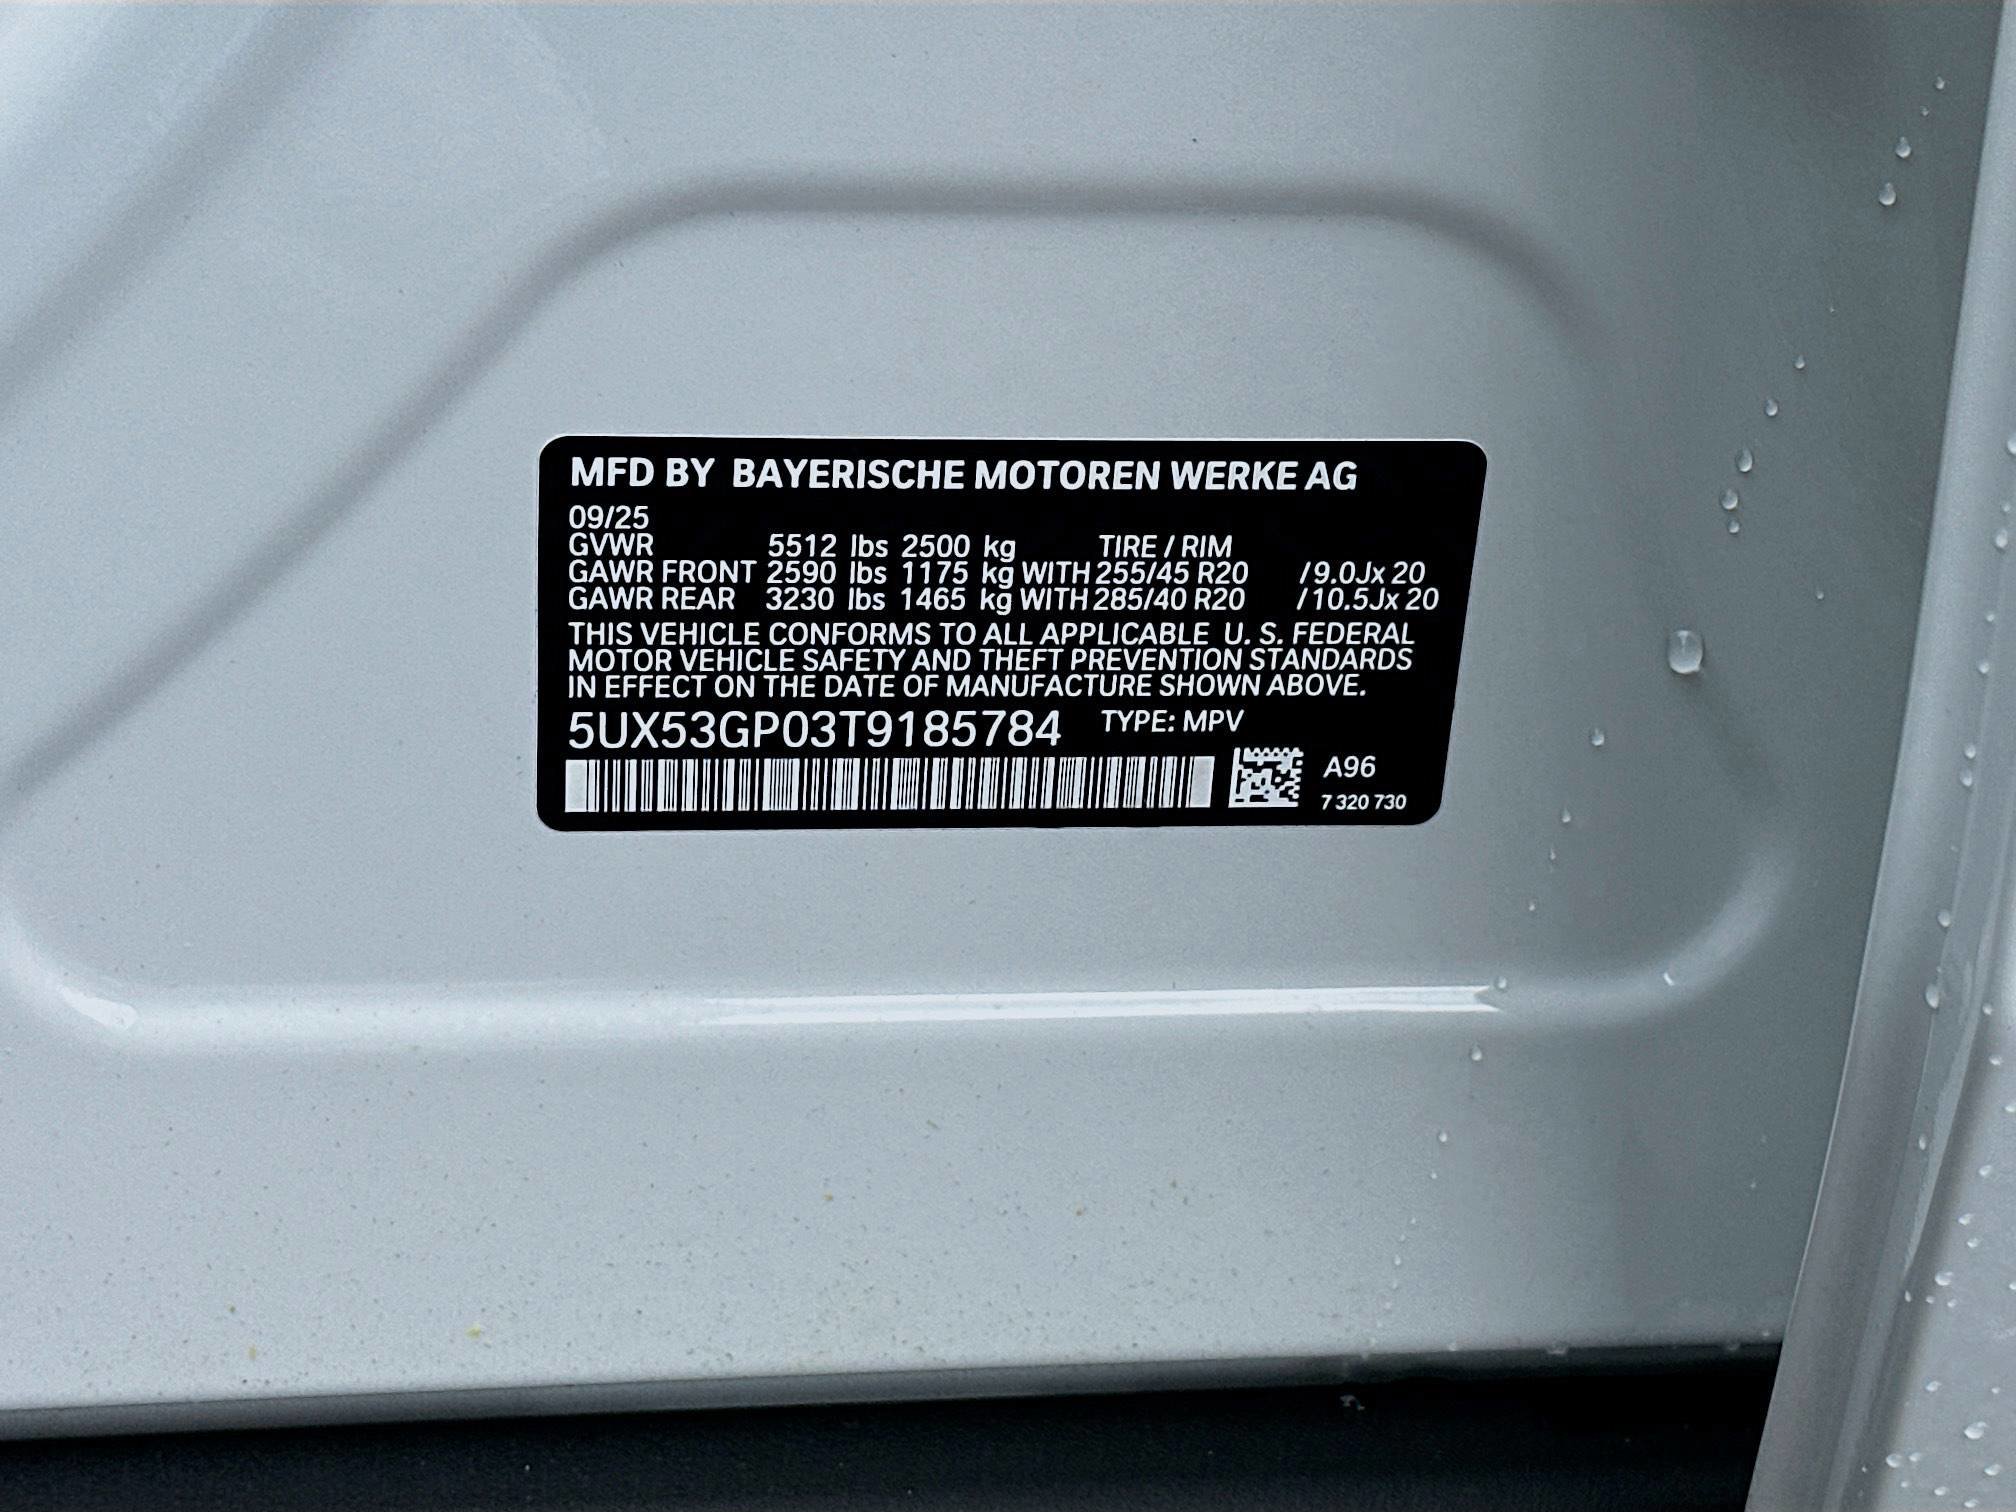 MFD BY BAYERISCHE MOTOREN WERKE AG
09/25
GVWR 5512 lbs 2500 kg TIRE / RIM
GAWR FRONT 2590 lbs 1175 kg WITH 255/45 R20 / 9.0Jx 20
GAWR REAR 3230 lbs 1465 kg WITH 285/40 R20 / 10.5Jx 20
THIS VEHICLE CONFORMS TO ALL APPLICABLE U. S. FEDERAL
MOTOR VEHICLE SAFETY AND THEFT PREVENTION STANDARDS
IN EFFECT ON THE DATE OF MANUFACTURE SHOWN ABOVE.
5UX53GP03T9185784 TYPE: MPV
A96
7 320 730